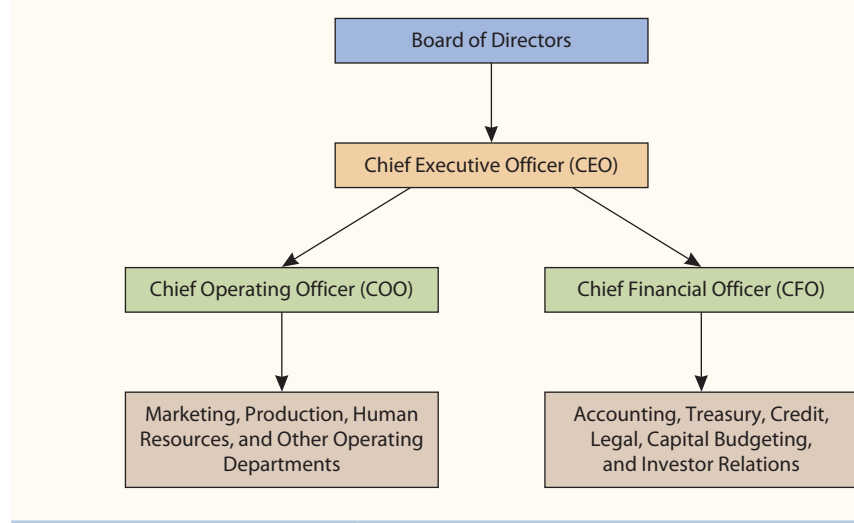 Board of Directors
Chief Executive Officer (CEO)
Chief Operating Officer (COO)
Chief Financial Officer (CFO)
Marketing, Production, Human
Resources, and Other Operating
Departments
Accounting, Treasury, Credit,
Legal, Capital Budgeting,
and Investor Relations